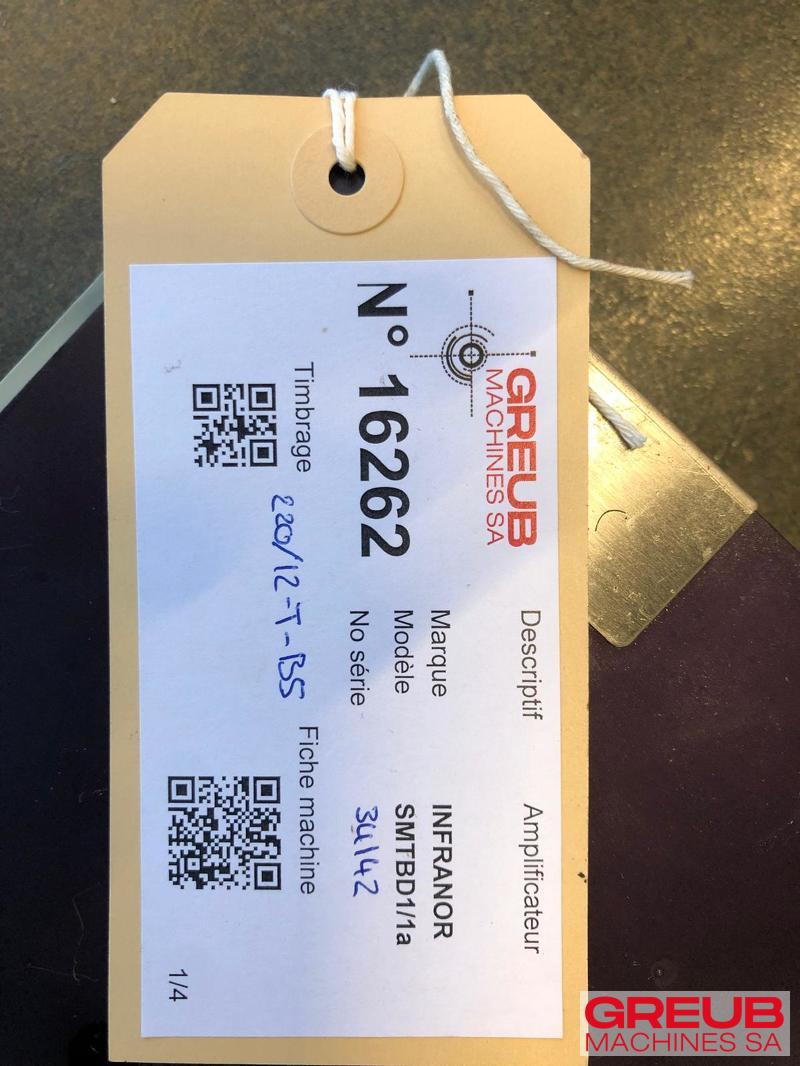 GREUB
MACHINES SA
Descriptif Amplificateur
N° 16262
Marque INFRANOR
Modèle SMTBD1/1a
No série 34142
Timbrage
220/12-T-B5
Fiche machine
1/4
GREUB
MACHINES SA